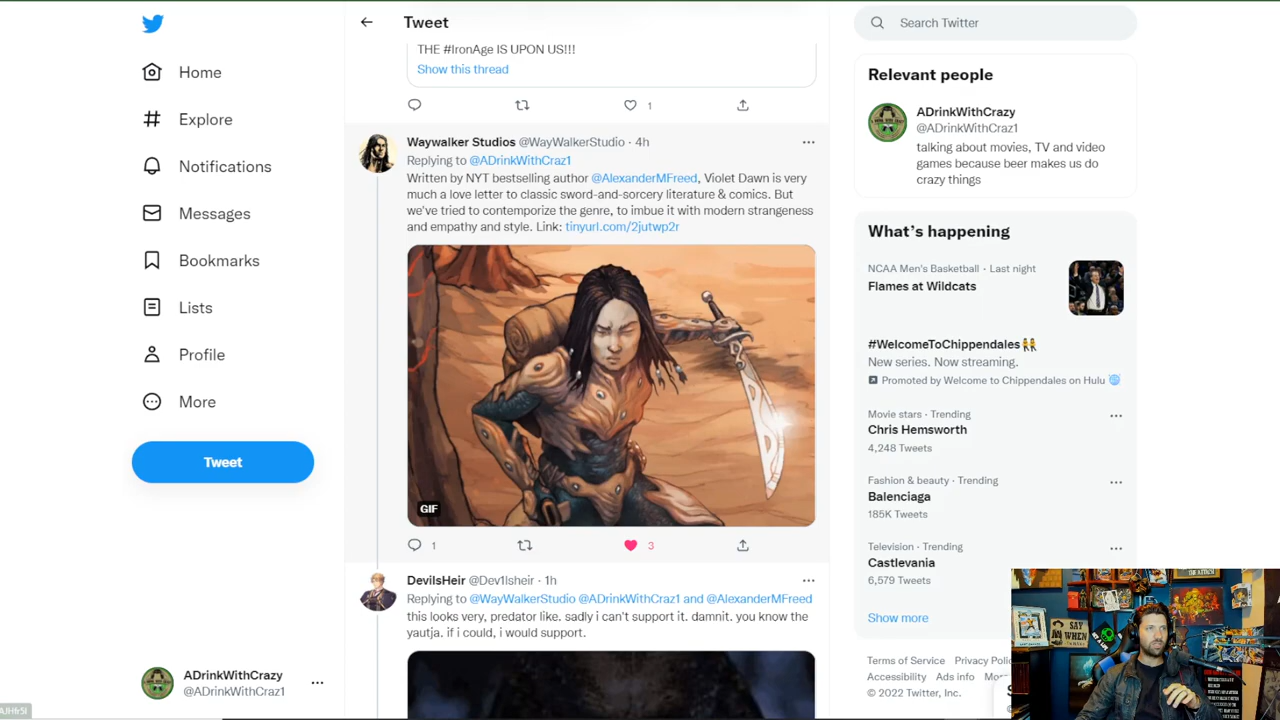 Home
Explore
Notifications
Messages
Bookmarks
Lists
Profile
More
Tweet
ADrinkWithCrazy
@ADrinkWithCraz1
Tweet
THE #IronAge IS UPON US!!!
Show this thread
1
Waywalker Studios @WayWalkerStudio · 4h
Replying to @ADrinkWithCraz1
Written by NYT bestselling author @AlexanderMFreed, Violet Dawn is very
much a love letter to classic sword-and-sorcery literature & comics. But
we've tried to contemporize the genre, to imbue it with modern strangeness
and empathy and style. Link: tinyurl.com/2jutwp2r
GIF
1
3
DevilsHeir @Dev1lsheir · 1h
Replying to @WayWalkerStudio @ADrinkWithCraz1 and @AlexanderMFreed
this looks very, predator like. sadly i can't support it. damnit. you know the
yautja. if i could, i would support.
Search Twitter
Relevant people
ADrinkWithCrazy
@ADrinkWithCraz1
talking about movies, TV and video
games because beer makes us do
crazy things
What's happening
NCAA Men's Basketball · Last night
Flames at Wildcats
#WelcomeToChippendales
New series. Now streaming.
Promoted by Welcome to Chippendales on Hulu
Movie stars · Trending
Chris Hemsworth
4,248 Tweets
Fashion & beauty · Trending
Balenciaga
185K Tweets
Television · Trending
Castlevania
6,579 Tweets
Show more
Terms of Service Privacy
Accessibility Ads info
© 2022 Twitter, Inc.
SAY
WHEN